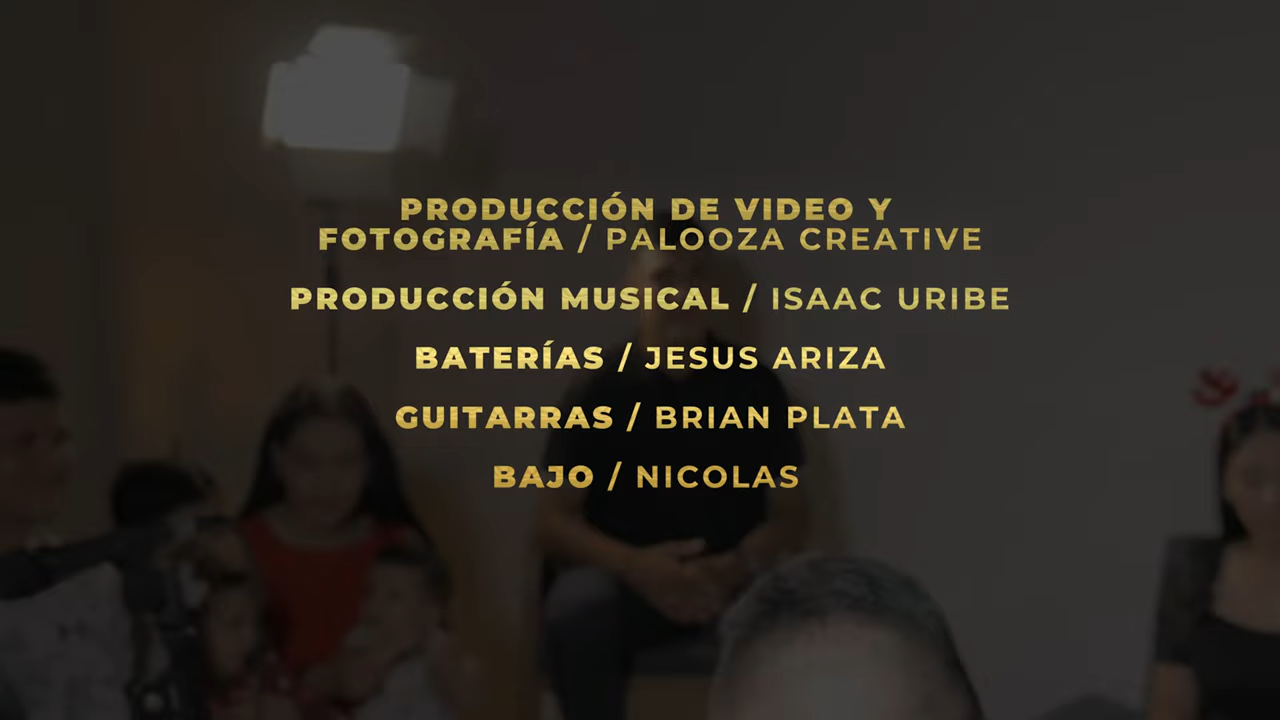 PRODUCCIÓN DE VIDEO Y
FOTOGRAFÍA / PALOOZA CREATIVE
PRODUCCIÓN MUSICAL / ISAAC URIBE
BATERÍAS / JESUS ARIZA
GUITARRAS / BRIAN PLATA
BAJO / NICOLAS